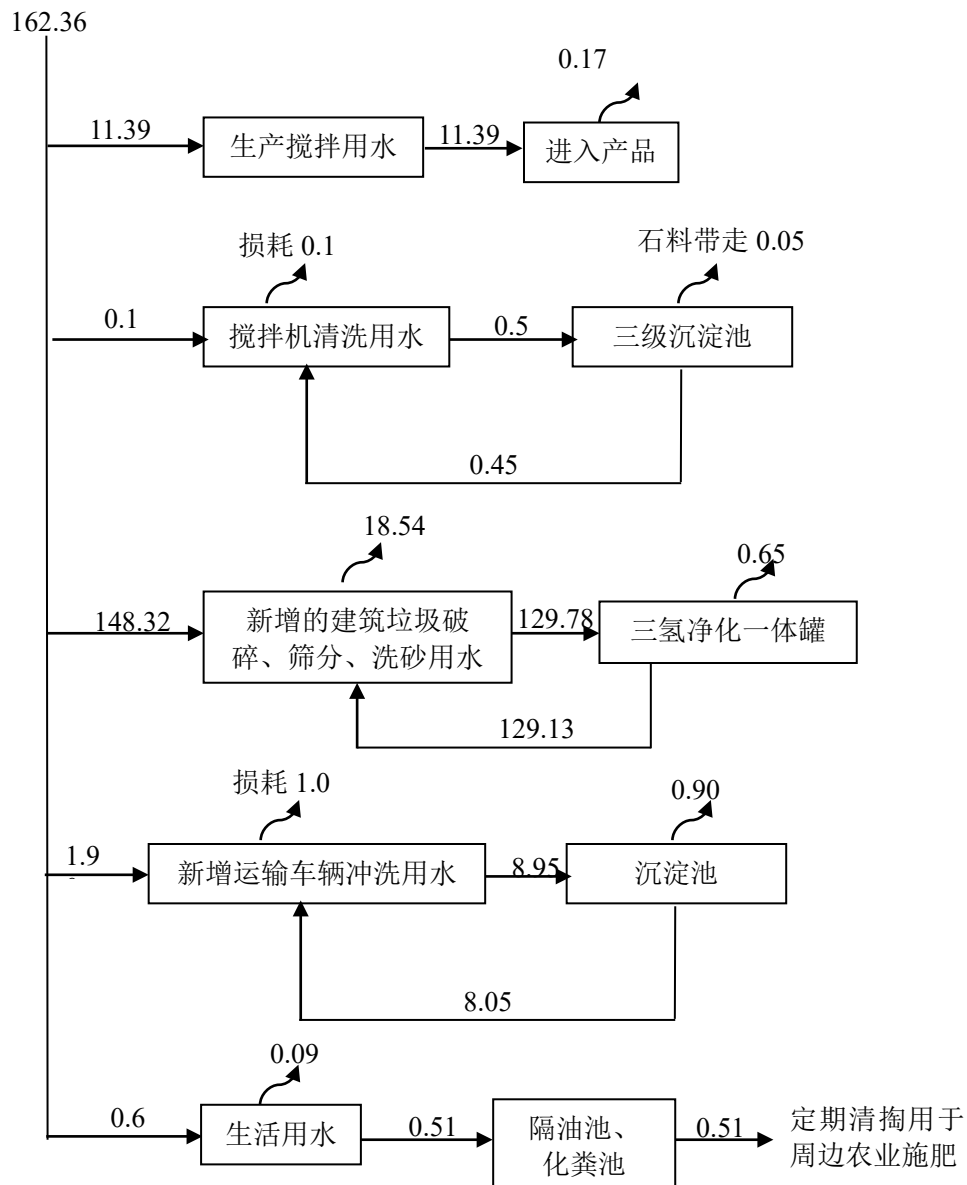 162.36
0.17
11.39
生产搅拌用水
11.39
进入产品
损耗 0.1
石料带走 0.05
0.1
搅拌机清洗用水
0.5
三级沉淀池
0.45
18.54
0.65
148.32
新增的建筑垃圾破
碎、筛分、洗砂用水
129.78
三氢净化一体罐
129.13
损耗 1.0
0.90
1.9
新增运输车辆冲洗用水
8.95
沉淀池
8.05
0.09
0.6
生活用水
0.51
隔油池、
化粪池
0.51
定期清掏用于
周边农业施肥